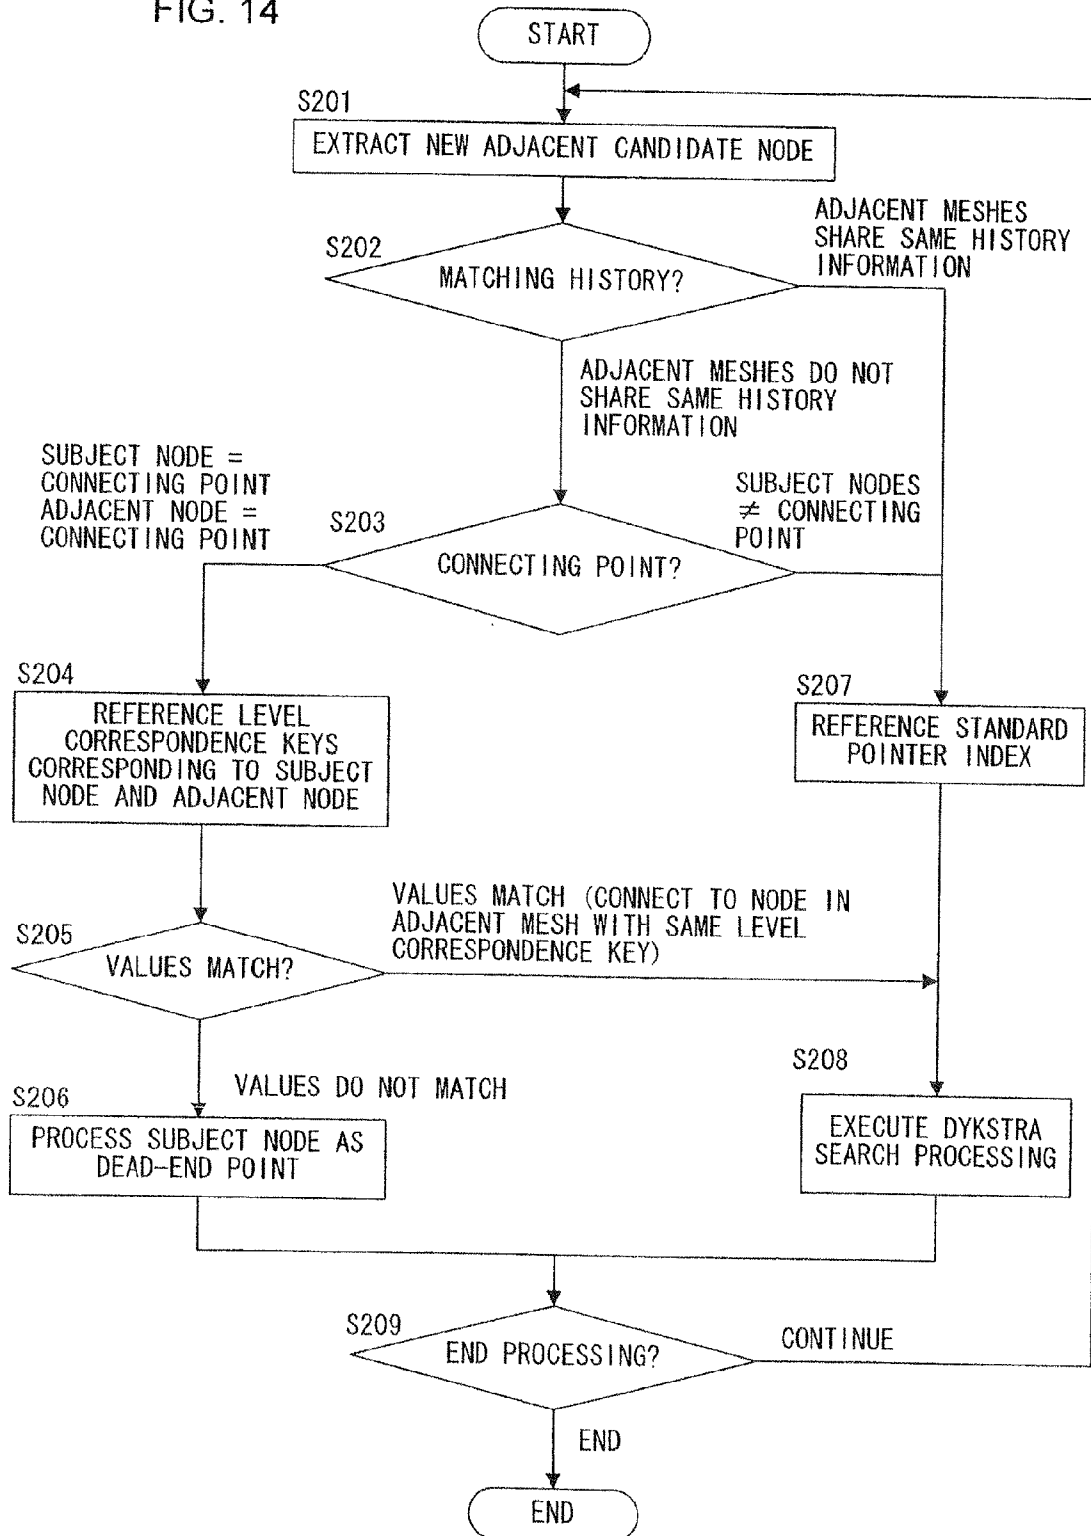 FIG. 14
START
S201
EXTRACT NEW ADJACENT CANDIDATE NODE
S202
MATCHING HISTORY?
ADJACENT MESHES
SHARE SAME HISTORY
INFORMATION
ADJACENT MESHES DO NOT
SHARE SAME HISTORY
INFORMATION
SUBJECT NODE =
CONNECTING POINT
ADJACENT NODE =
CONNECTING POINT
S203
CONNECTING POINT?
SUBJECT NODES
≠ CONNECTING
POINT
S204
REFERENCE LEVEL
CORRESPONDENCE KEYS
CORRESPONDING TO SUBJECT
NODE AND ADJACENT NODE
S207
REFERENCE STANDARD
POINTER INDEX
S205
VALUES MATCH?
VALUES MATCH (CONNECT TO NODE IN
ADJACENT MESH WITH SAME LEVEL
CORRESPONDENCE KEY)
VALUES DO NOT MATCH
S206
PROCESS SUBJECT NODE AS
DEAD-END POINT
S208
EXECUTE DYKSTRA
SEARCH PROCESSING
S209
END PROCESSING?
CONTINUE
END
END